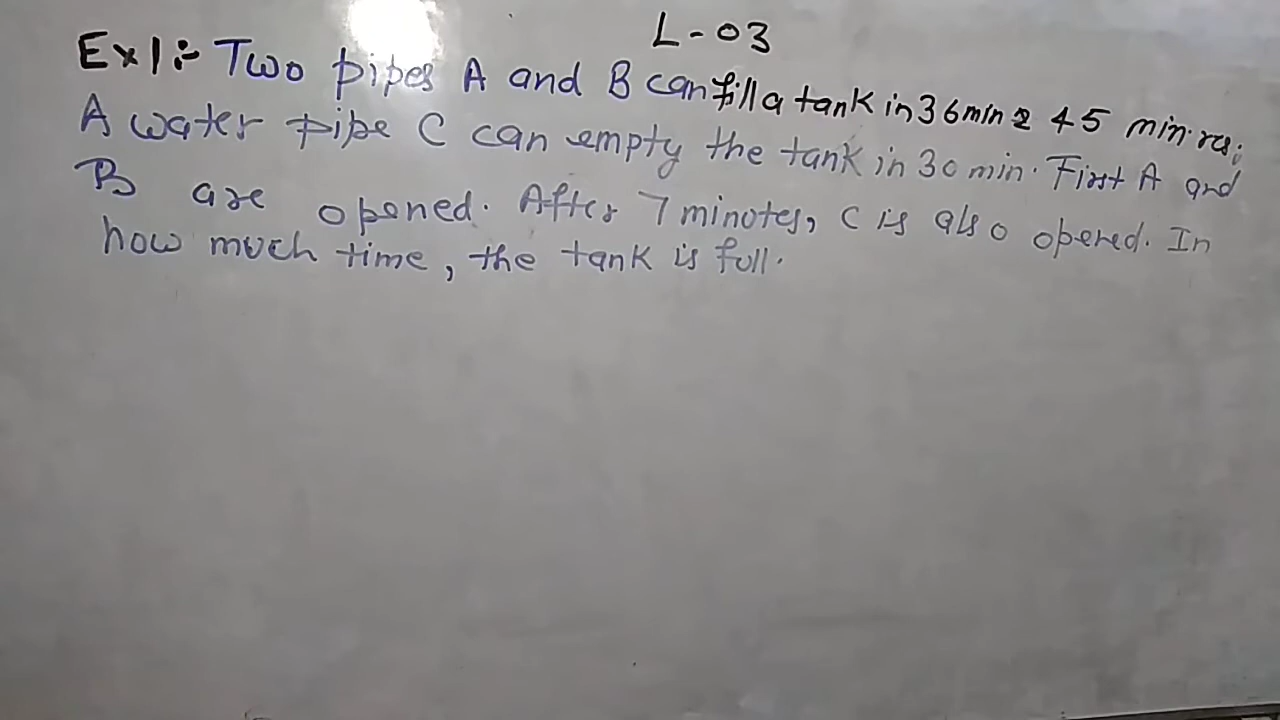 L-03
Ex1:- Two pipes A and B can fill a tank in 36min & 45 min. res.
A water pipe C can empty the tank in 30 min. First A and
B are opened. After 7 minutes, C is also opened. In
how much time, the tank is full.